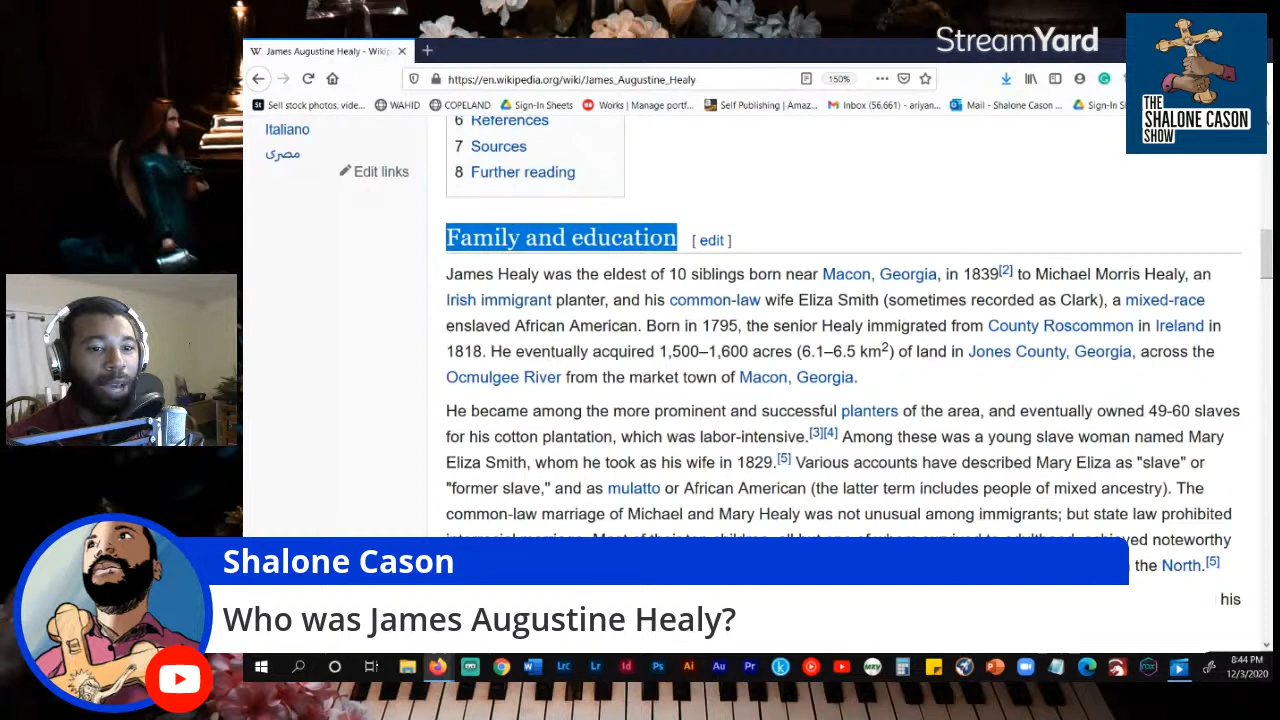 StreamYard
THE
SHALONE CASON
SHOW
W James Augustine Healy - Wikip
https://en.wikipedia.org/wiki/James_Augustine_Healy
150%
St Sell stock photos, vide...
WAHID
COPELAND
Sign-In Sheets
Works | Manage portf...
Self Publishing | Amaz...
Inbox (56,661) - ariyan...
Mail - Shalone Cason ...
Sign-In S
Italiano
مصرى
Edit links
6 References
7 Sources
8 Further reading
Family and education [ edit ]
James Healy was the eldest of 10 siblings born near Macon, Georgia, in 1839[2] to Michael Morris Healy, an
Irish immigrant planter, and his common-law wife Eliza Smith (sometimes recorded as Clark), a mixed-race
enslaved African American. Born in 1795, the senior Healy immigrated from County Roscommon in Ireland in
1818. He eventually acquired 1,500–1,600 acres (6.1–6.5 km2) of land in Jones County, Georgia, across the
Ocmulgee River from the market town of Macon, Georgia.
He became among the more prominent and successful planters of the area, and eventually owned 49-60 slaves
for his cotton plantation, which was labor-intensive.[3][4] Among these was a young slave woman named Mary
Eliza Smith, whom he took as his wife in 1829.[5] Various accounts have described Mary Eliza as "slave" or
"former slave," and as mulatto or African American (the latter term includes people of mixed ancestry). The
common-law marriage of Michael and Mary Healy was not unusual among immigrants; but state law prohibited
noteworthy
the North.[5]
his
Shalone Cason
Who was James Augustine Healy?
W
Lrc
Lr
Id
Ps
Ai
Au
Pr
8:44 PM
12/3/2020